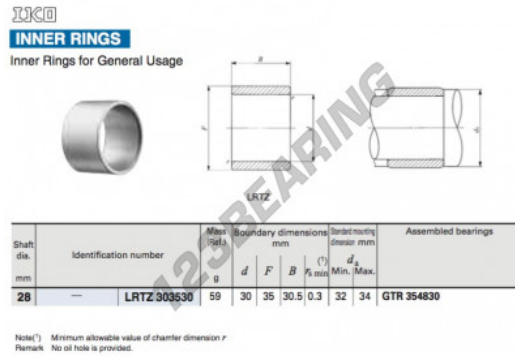 IKO
INNER RINGS
Inner Rings for General Usage
B
F
r
r
d
dₐ
LRTZ
123BEARING
Shaft dia. mm
Identification number
Mass (Ref.) g
Boundary dimensions mm
d F B rs min (1)
Standard mounting dimension mm
da Min. Max.
Assembled bearings
28 — LRTZ 303530 59 30 35 30.5 0.3 32 34 GTR 354830
Note(1) Minimum allowable value of chamfer dimension r
Remark No oil hole is provided.